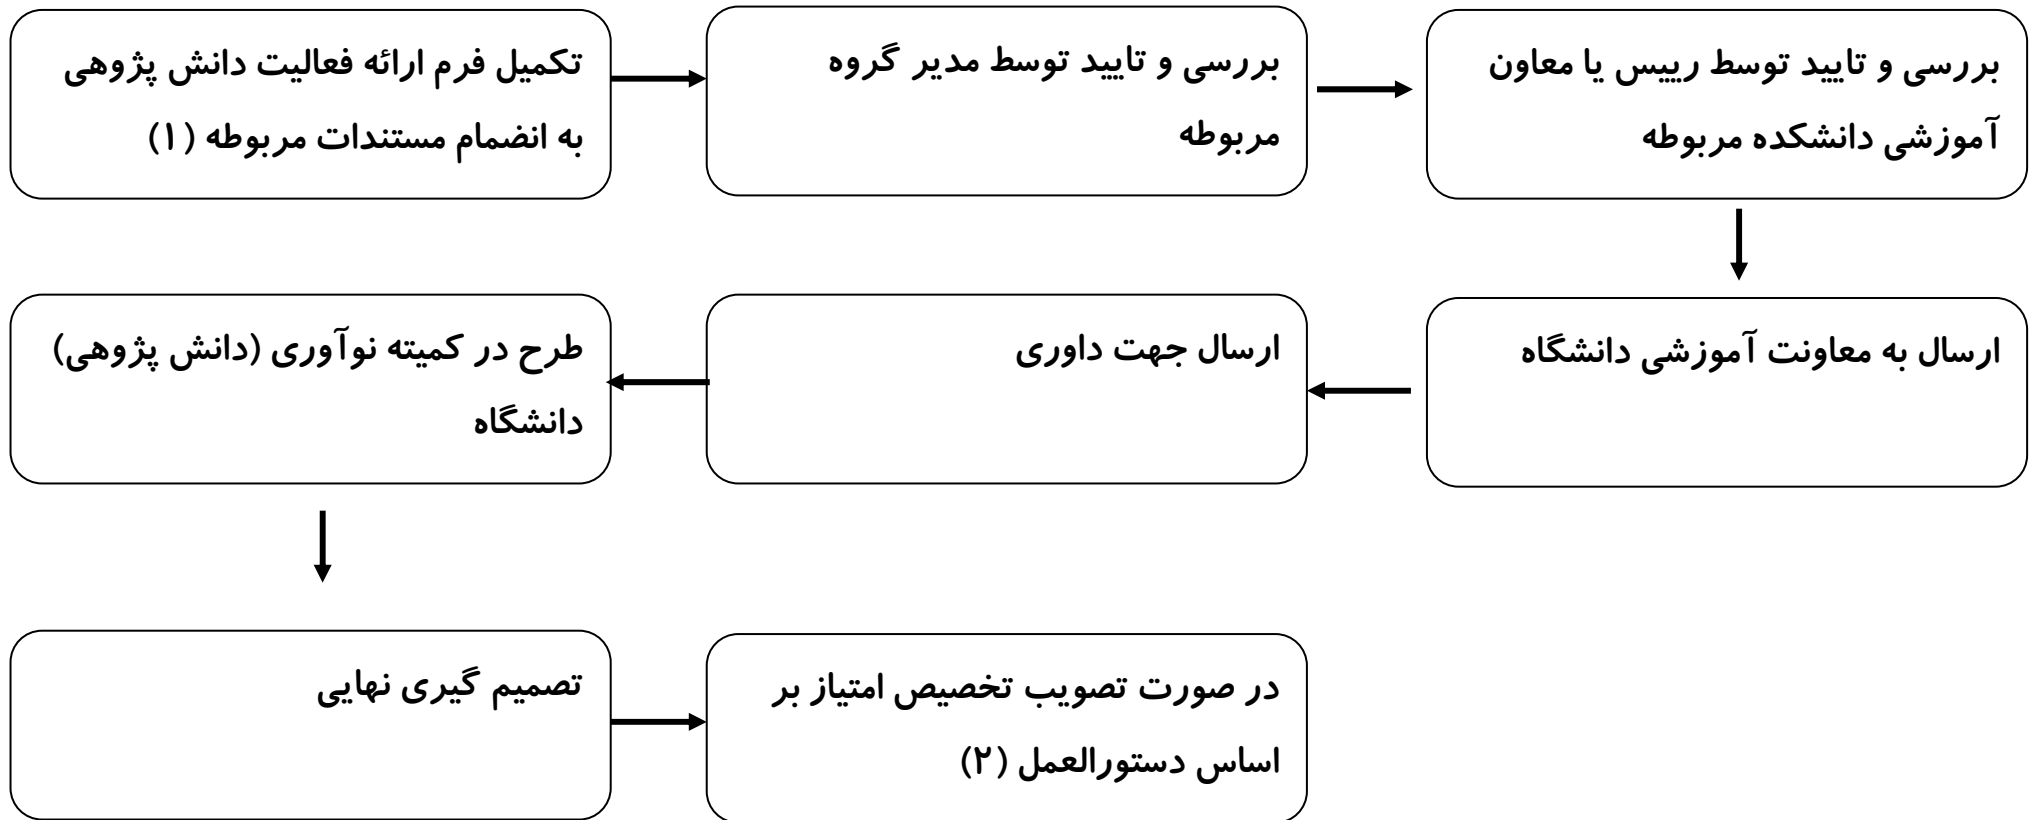 تکمیل فرم ارائه فعالیت دانش پژوهی
به انضمام مستندات مربوطه (۱)
بررسی و تایید توسط مدیر گروه
مربوطه
بررسی و تایید توسط رییس یا معاون
آموزشی دانشکده مربوطه
ارسال به معاونت آموزشی دانشگاه
ارسال جهت داوری
طرح در کمیته نوآوری (دانش پژوهی)
دانشگاه
تصمیم گیری نهایی
در صورت تصویب تخصیص امتیاز بر
اساس دستورالعمل (۲)